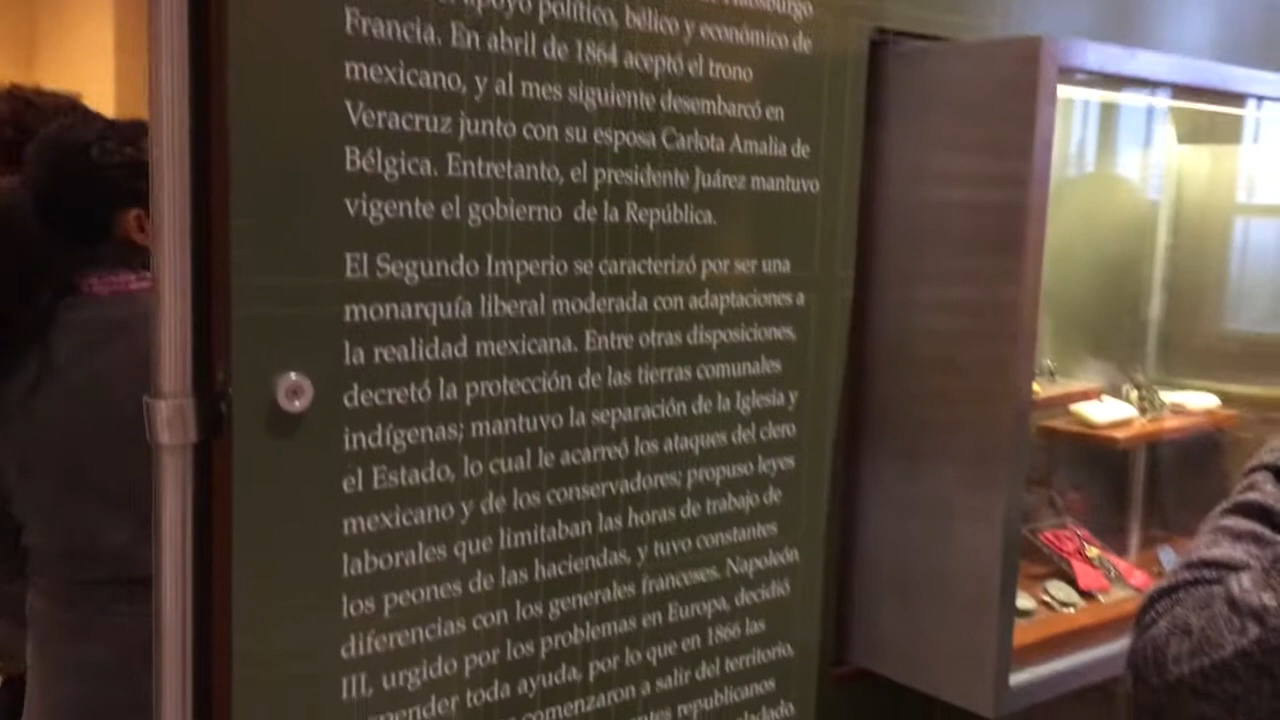 Habsburgo
apoyo político, bélico y económico de
Francia. En abril de 1864 aceptó el trono
mexicano, y al mes siguiente desembarcó en
Veracruz junto con su esposa Carlota Amalia de
Bélgica. Entretanto, el presidente Juárez mantuvo
vigente el gobierno de la República.
El Segundo Imperio se caracterizó por ser una
monarquía liberal moderada con adaptaciones a
la realidad mexicana. Entre otras disposiciones,
decretó la protección de las tierras comunales
indígenas; mantuvo la separación de la Iglesia y
el Estado, lo cual le acarreó los ataques del clero
mexicano y de los conservadores; propuso leyes
laborales que limitaban las horas de trabajo de
los peones de las haciendas, y tuvo constantes
diferencias con los generales franceses. Napoleón
III, urgido por los problemas en Europa, decidió
toda ayuda, por lo que en 1866 las
comenzaron a salir del territorio,
republicanos